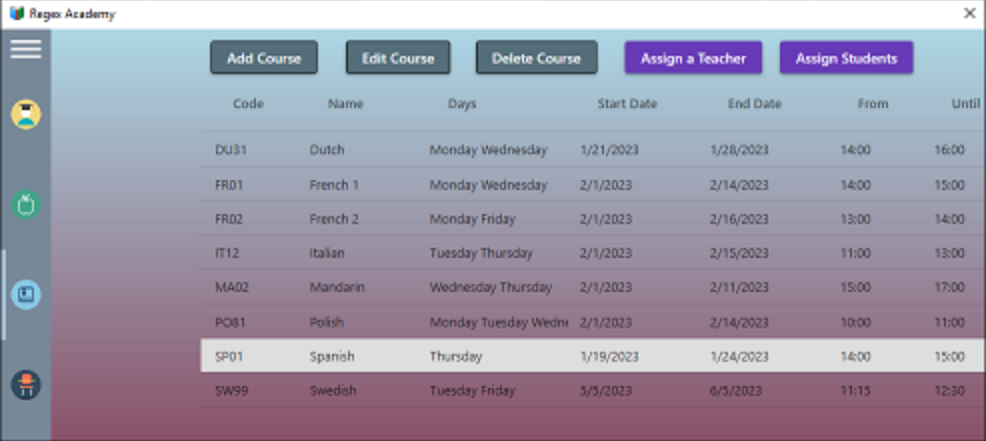 Regex Academy
Add Course Edit Course Delete Course Assign a Teacher Assign Students
Code Name Days Start Date End Date From Until
DU31 Dutch Monday Wednesday 1/21/2023 1/28/2023 14:00 16:00
FR01 French 1 Monday Wednesday 2/1/2023 2/14/2023 14:00 15:00
FR02 French 2 Monday Friday 2/1/2023 2/16/2023 13:00 14:00
IT12 Italian Tuesday Thursday 2/1/2023 2/15/2023 11:00 13:00
MA02 Mandarin Wednesday Thursday 2/1/2023 2/11/2023 15:00 17:00
PO81 Polish Monday Tuesday Wedn 2/1/2023 2/14/2023 10:00 11:00
SP01 Spanish Thursday 1/19/2023 1/24/2023 14:00 15:00
SW99 Swedish Tuesday Friday 5/5/2023 6/5/2023 11:15 12:30